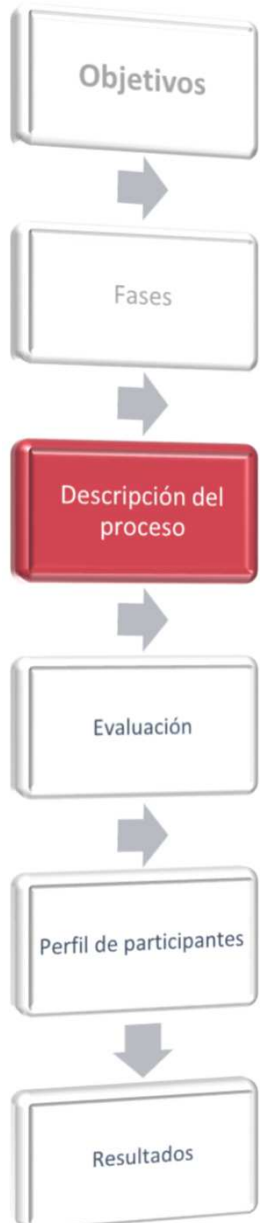 Objetivos
Fases
Descripción del
proceso
Evaluación
Perfil de participantes
Resultados